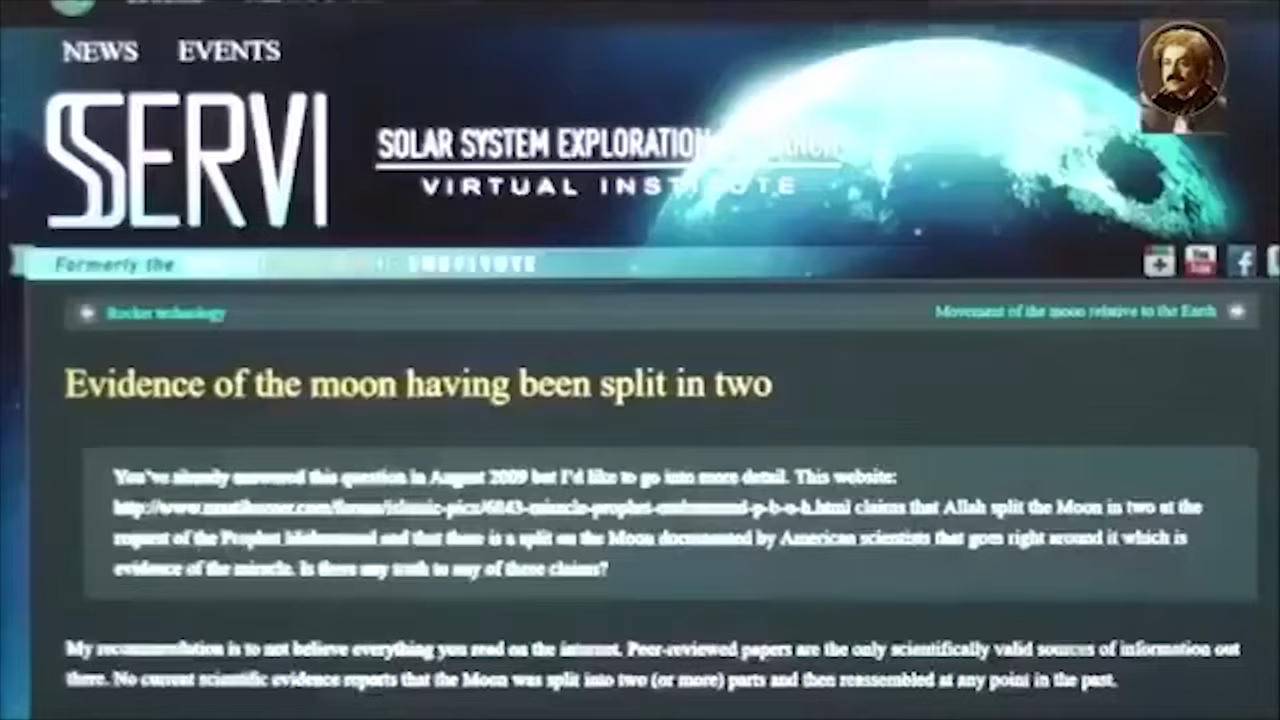 NEWS EVENTS
SSERVI
SOLAR SYSTEM EXPLORATION
VIRTUAL INSTITUTE
Formerly the INSTITUTE
Rocket technology
Movement of the moon relative to the Earth
Evidence of the moon having been split in two
You've already answered this question in August 2009 but I'd like to go into more detail. This website:
claims that Allah split the Moon in two at the
request of the Prophet Mohammed and that there is a split on the Moon documented by American scientists that goes right around it which is
evidence of the miracle. Is there any truth to any of these claims?
My recommendation is to not believe everything you read on the internet. Peer-reviewed papers are the only scientifically valid sources of information out
there. No current scientific evidence reports that the Moon was split into two (or more) parts and then reassembled at any point in the past.